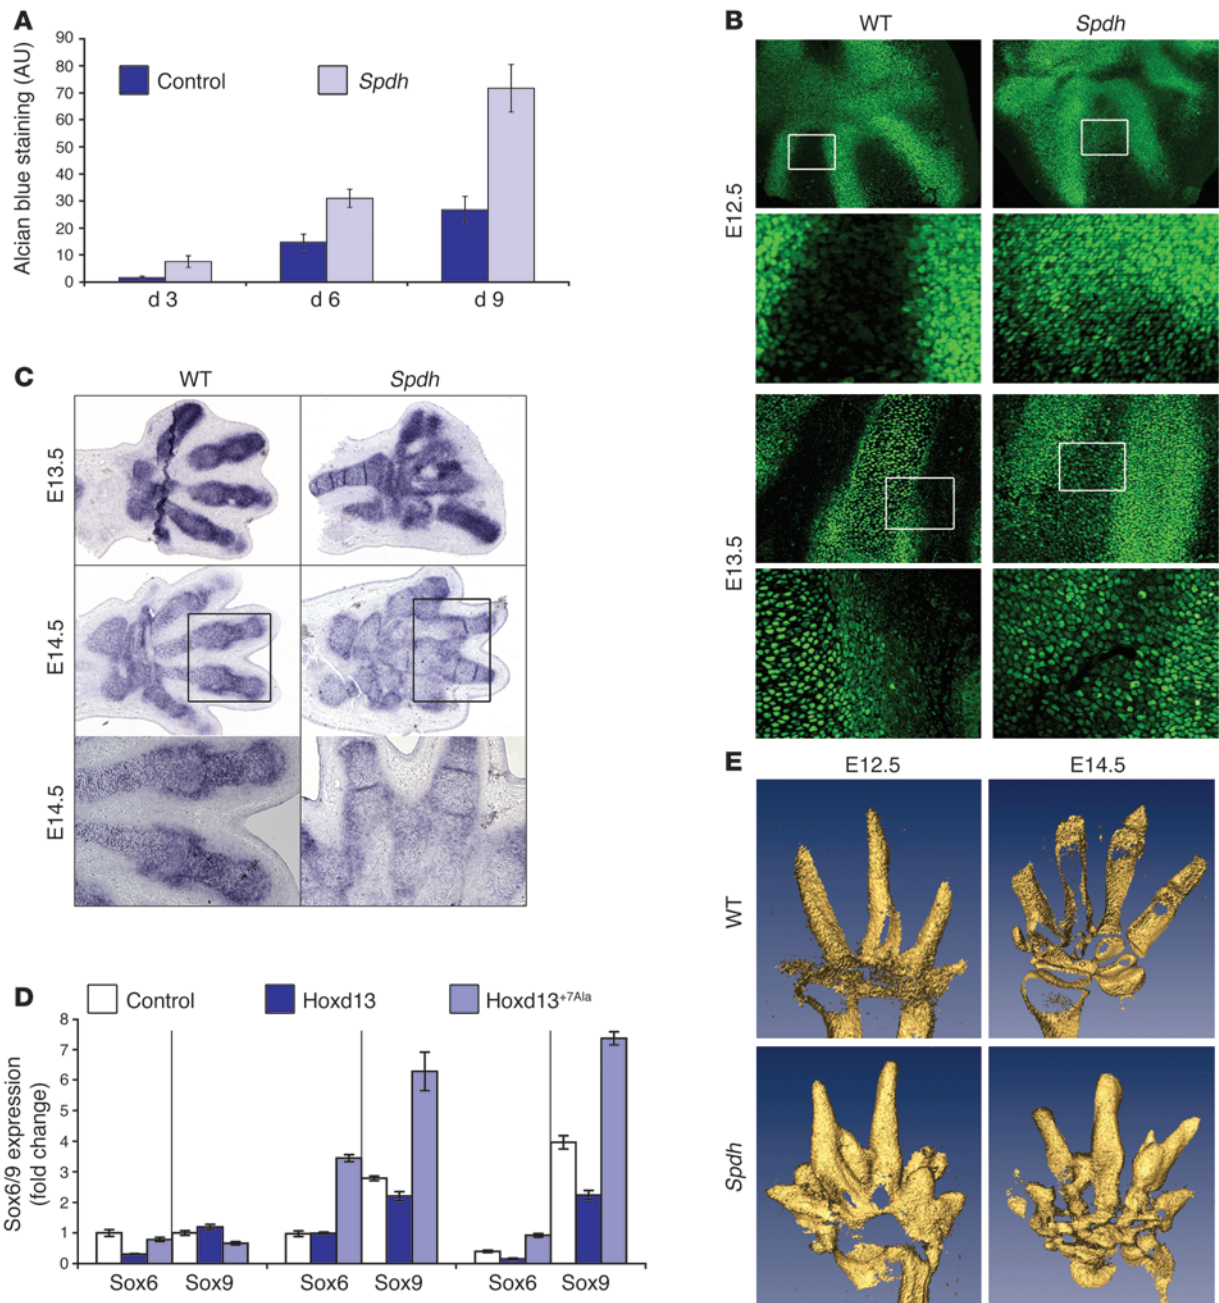 A
Alcian blue staining (AU)
90
80
70
60
50
40
30
20
10
0
Control
Spdh
d 3
d 6
d 9
B
WT
Spdh
E12.5
E13.5
C
WT
Spdh
E13.5
E14.5
E14.5
D
Control
Hoxd13
Hoxd13+7Ala
Sox6/9 expression
(fold change)
8
7
6
5
4
3
2
1
0
Sox6
Sox9
Sox6
Sox9
Sox6
Sox9
E
E12.5
E14.5
WT
Spdh